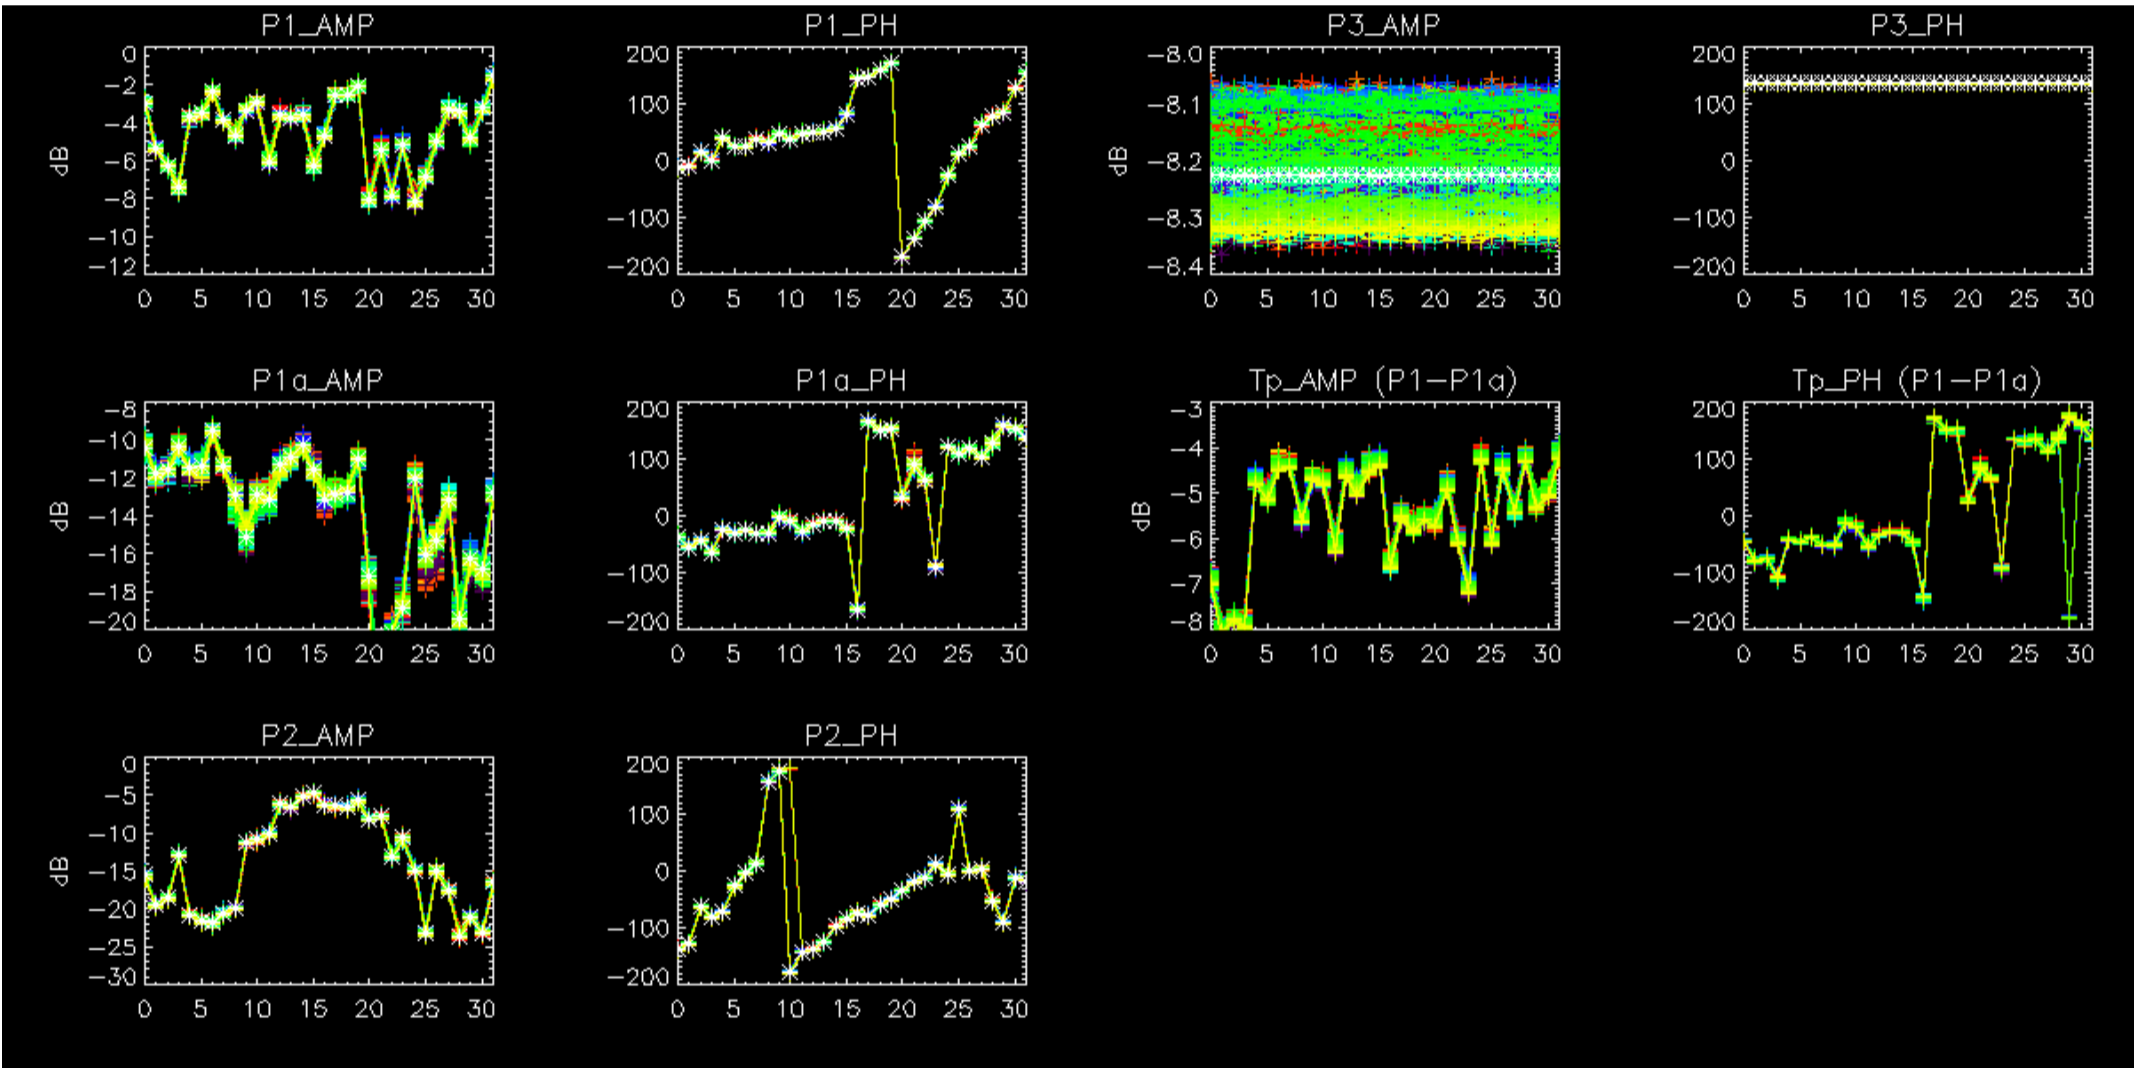 P1_AMP P1_PH P3_AMP P3_PH
0 200 -8.0 200
-2
-4 100 -8.1 100
-6 0 -8.2 0
-8
-10 -100 -8.3 -100
-12 -200 -8.4 -200
dB dB
0 5 10 15 20 25 30 0 5 10 15 20 25 30 0 5 10 15 20 25 30 0 5 10 15 20 25 30
P1a_AMP P1a_PH Tp_AMP (P1-P1a) Tp_PH (P1-P1a)
-8 200 -3 200
-10 100 -4 100
-12
-14 0 -5 0
-16 -6
-18 -100 -7 -100
-20 -200 -8 -200
dB dB
0 5 10 15 20 25 30 0 5 10 15 20 25 30 0 5 10 15 20 25 30 0 5 10 15 20 25 30
P2_AMP P2_PH
0 200
-5 100
-10
-15 0
-20
-25 -100
-30 -200
dB
0 5 10 15 20 25 30 0 5 10 15 20 25 30